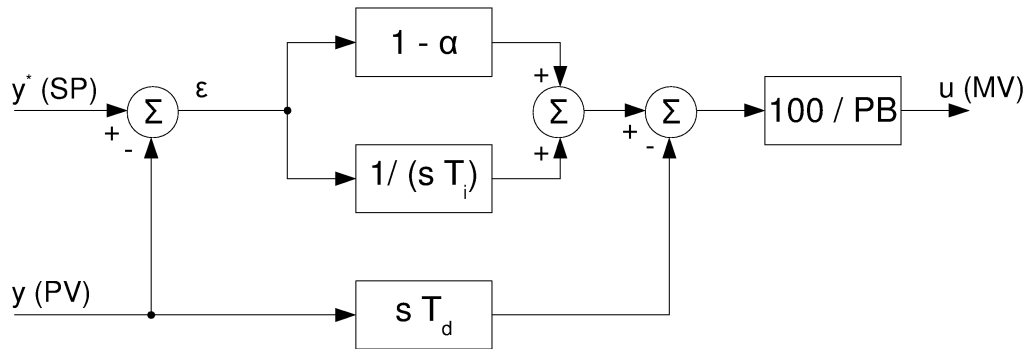 1 - α
y* (SP)
ε
Σ
+
-
+
Σ
+
Σ
+
-
100 / PB
u (MV)
1/ (s Ti)
y (PV)
s Td